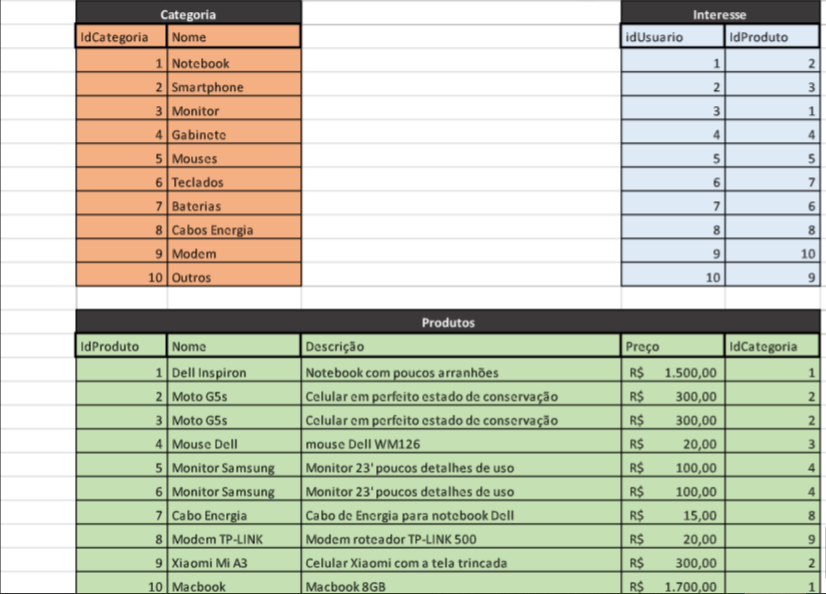 Categoria Interesse
IdCategoria Nome idUsuario IdProduto
1 Notebook 1 2
2 Smartphone 2 3
3 Monitor 3 1
4 Gabinete 4 4
5 Mouses 5 5
6 Teclados 6 7
7 Baterias 7 6
8 Cabos Energia 8 8
9 Modem 9 10
10 Outros 10 9
Produtos
IdProduto Nome Descrição Preço IdCategoria
1 Dell Inspiron Notebook com poucos arranhões R$ 1.500,00 1
2 Moto G5s Celular em perfeito estado de conservação R$ 300,00 2
3 Moto G5s Celular em perfeito estado de conservação R$ 300,00 2
4 Mouse Dell mouse Dell WM126 R$ 20,00 3
5 Monitor Samsung Monitor 23' poucos detalhes de uso R$ 100,00 4
6 Monitor Samsung Monitor 23' poucos detalhes de uso R$ 100,00 4
7 Cabo Energia Cabo de Energia para notebook Dell R$ 15,00 8
8 Modem TP-LINK Modem roteador TP-LINK 500 R$ 20,00 9
9 Xiaomi Mi A3 Celular Xiaomi com a tela trincada R$ 300,00 2
10 Macbook Macbook 8GB R$ 1.700,00 1